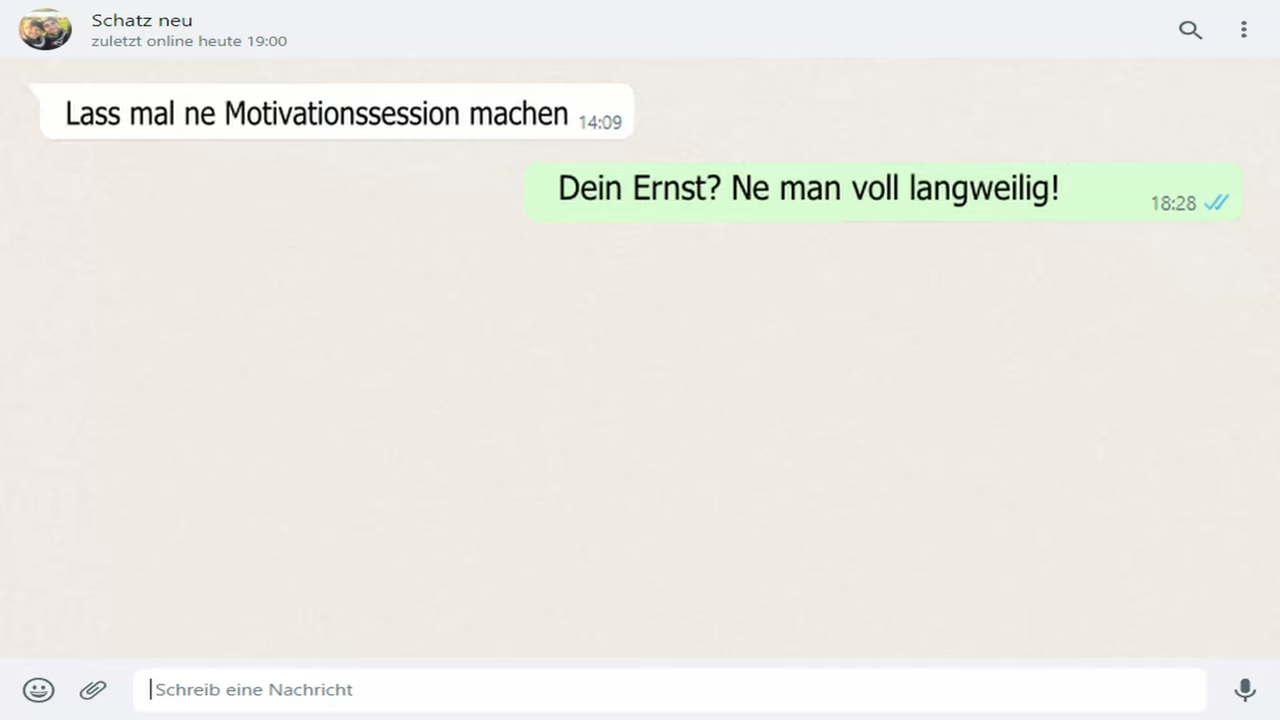 Schatz neu
zuletzt online heute 19:00
Lass mal ne Motivationssession machen 14:09
Dein Ernst? Ne man voll langweilig! 18:28
Schreib eine Nachricht